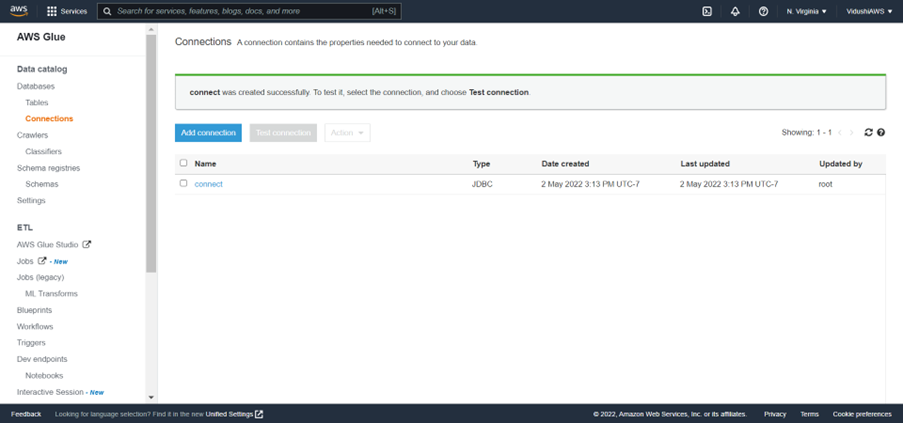 aws Services Search for services, features, blogs, docs, and more [Alt+S] N. Virginia VidushiAWS
AWS Glue
Data catalog
Databases
Tables
Connections
Crawlers
Classifiers
Schema registries
Schemas
Settings
ETL
AWS Glue Studio
Jobs - New
Jobs (legacy)
ML Transforms
Blueprints
Workflows
Triggers
Dev endpoints
Notebooks
Interactive Session - New
Connections A connection contains the properties needed to connect to your data.
connect was created successfully. To test it, select the connection, and choose Test connection.
Add connection Test connection Action Showing: 1 - 1
Name Type Date created Last updated Updated by
connect JDBC 2 May 2022 3:13 PM UTC-7 2 May 2022 3:13 PM UTC-7 root
Feedback Looking for language selection? Find it in the new Unified Settings © 2022, Amazon Web Services, Inc. or its affiliates. Privacy Terms Cookie preferences